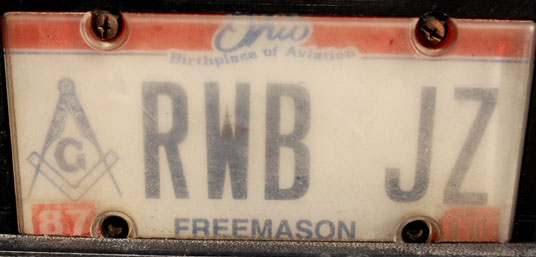 Ohio
Birthplace of Aviation
G
RWB JZ
87
FREEMASON